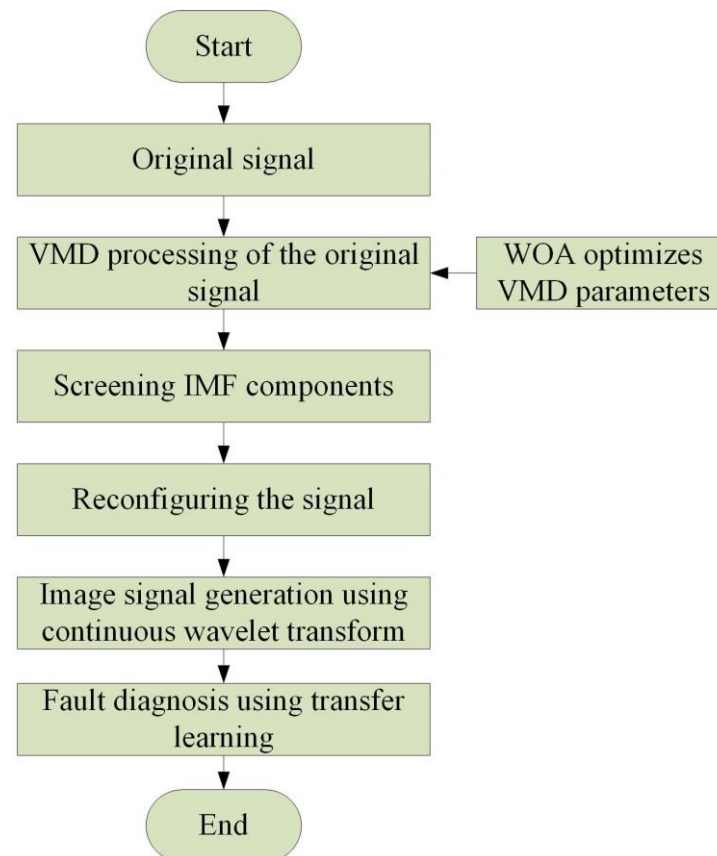 Start
Original signal
VMD processing of the original
signal
WOA optimizes
VMD parameters
Screening IMF components
Reconfiguring the signal
Image signal generation using
continuous wavelet transform
Fault diagnosis using transfer
learning
End